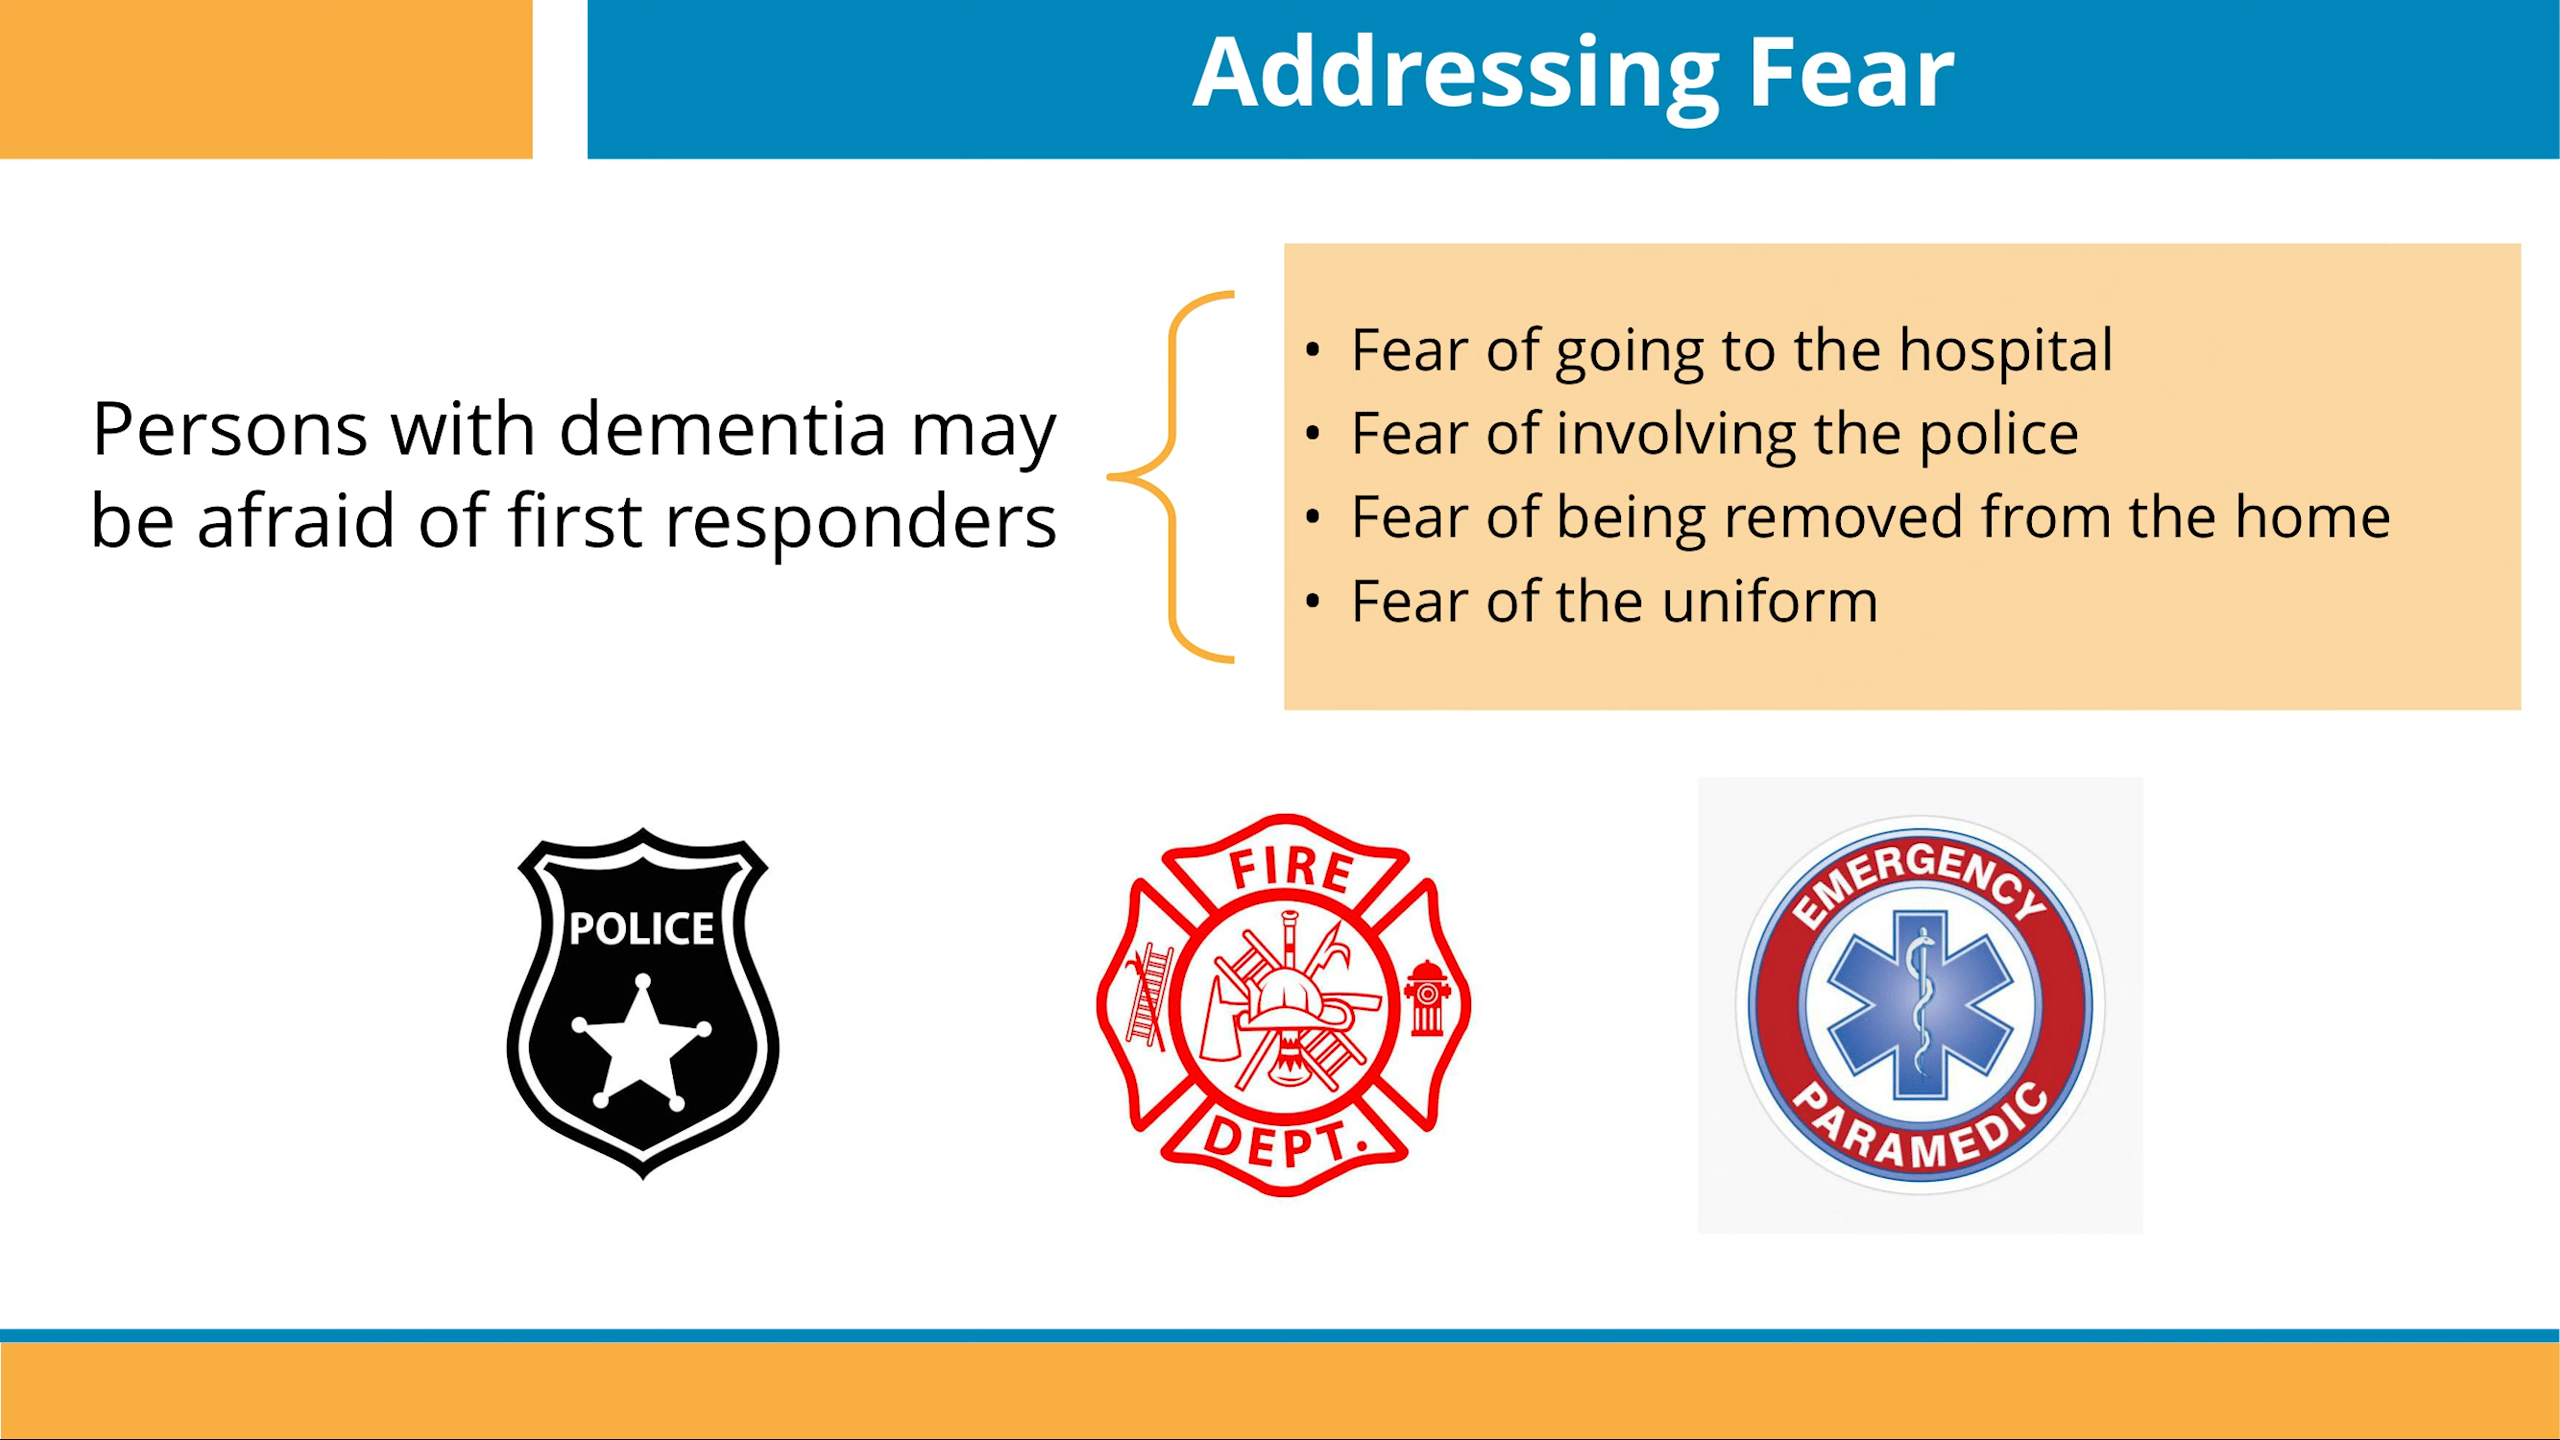 Addressing Fear
Persons with dementia may
be afraid of first responders
• Fear of going to the hospital
• Fear of involving the police
• Fear of being removed from the home
• Fear of the uniform
POLICE
FIRE
DEPT.
EMERGENCY
PARAMEDIC